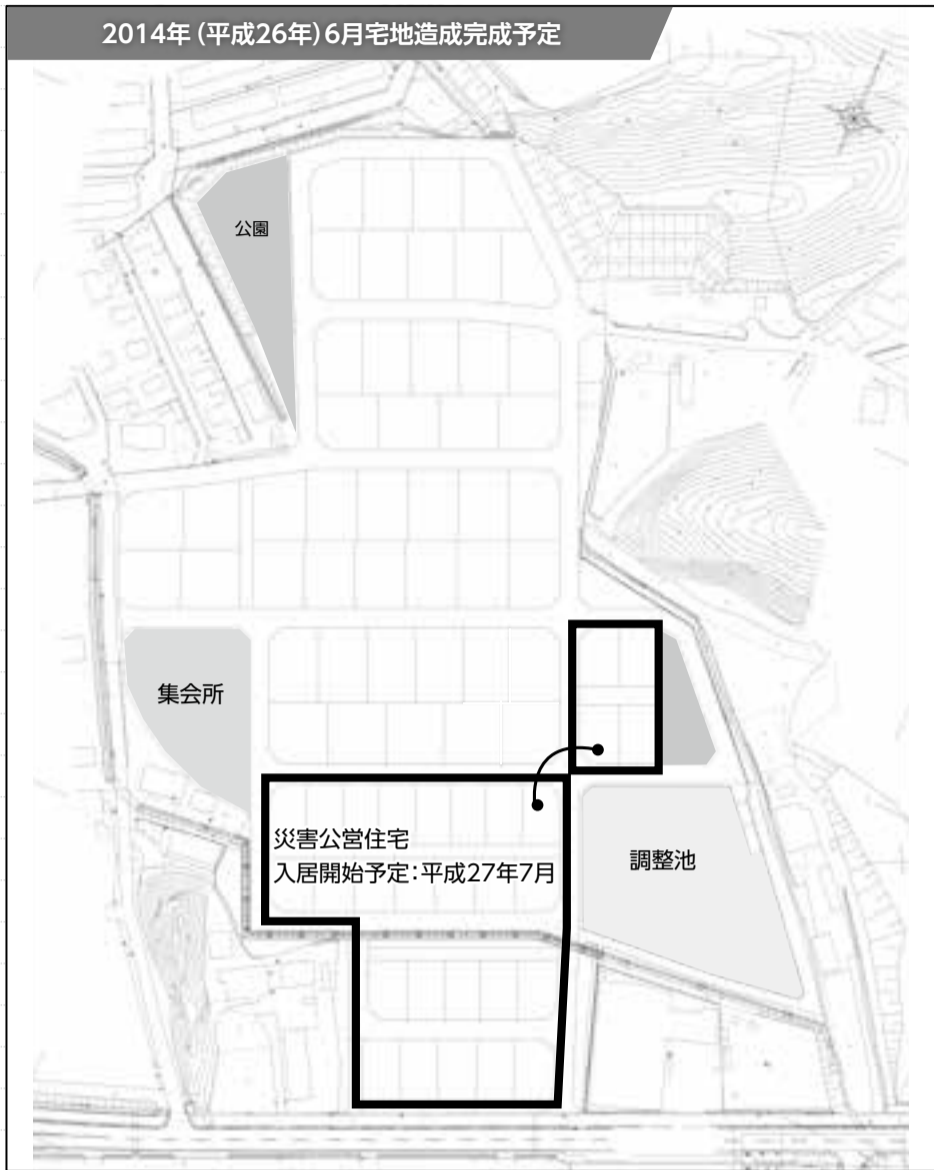 2014年(平成26年)6月宅地造成完成予定
公園
集会所
災害公営住宅
入居開始予定:平成27年7月
調整池